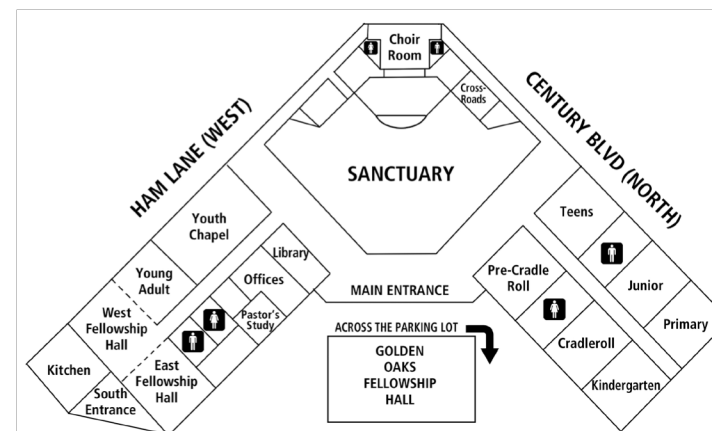 Choir
Room
Cross-
Roads
HAM LANE (WEST)
CENTURY BLVD (NORTH)
SANCTUARY
Youth
Chapel
Teens
Library
Young
Adult
Offices
Pre-Cradle
Roll
Junior
MAIN ENTRANCE
West
Fellowship
Hall
Pastor's
Study
Primary
ACROSS THE PARKING LOT
Cradleroll
GOLDEN
OAKS
FELLOWSHIP
HALL
Kitchen
East
Fellowship
Hall
Kindergarten
South
Entrance